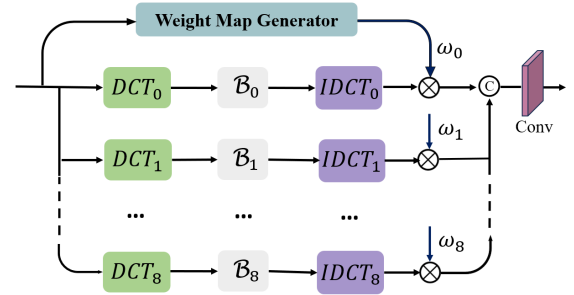 Weight Map Generator
ω₀
DCT₀ ℬ₀ IDCT₀ C
Conv
ω₁
DCT₁ ℬ₁ IDCT₁
... ... ...
ω₈
DCT₈ ℬ₈ IDCT₈